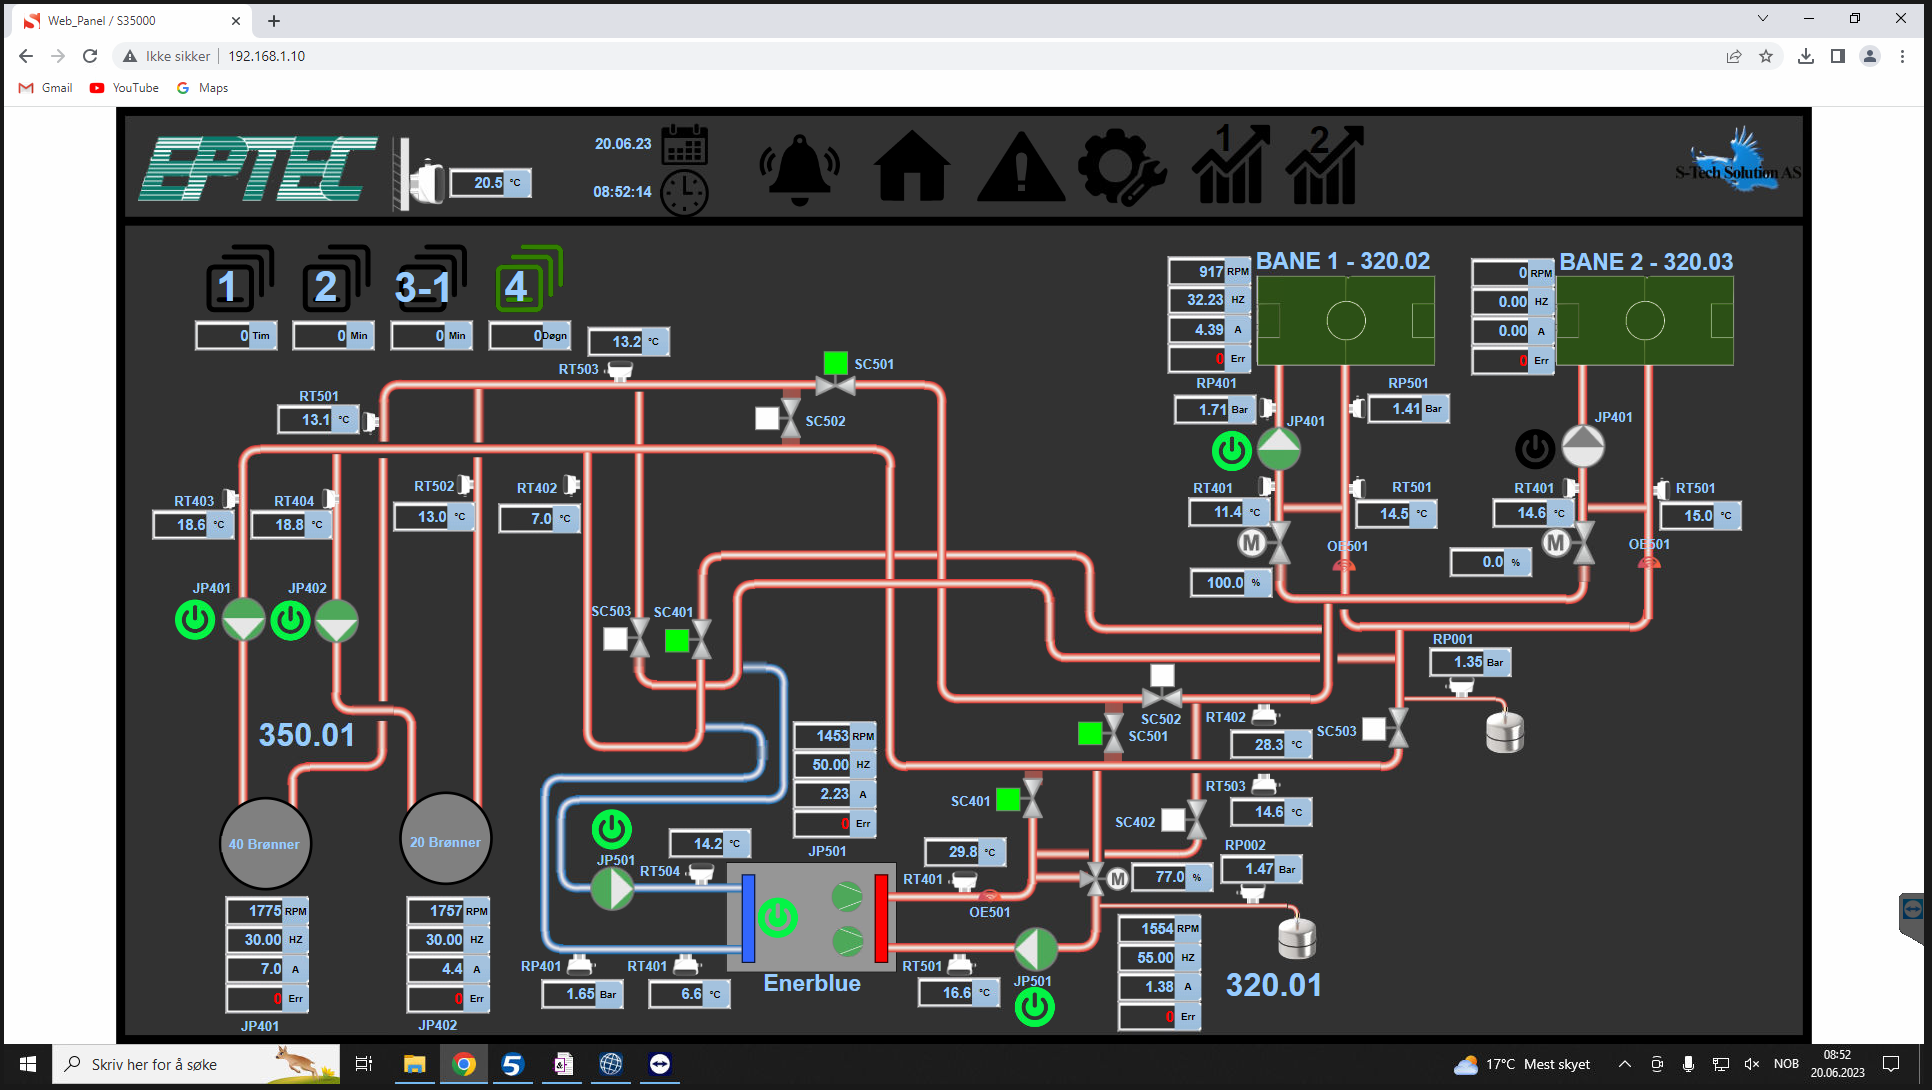 Web_Panel / S35000
Ikke sikker
192.168.1.10
Gmail
YouTube
Maps
EPTEC
20.5 °C
20.06.23
08:52:14
1
2
S-Tech Solution AS
1
2
3-1
4
0 Tim
0 Min
0 Min
0 Døgn
13.2 °C
RT503
SC501
SC502
RT501
13.1 °C
RT403
18.6 °C
RT404
18.8 °C
RT502
13.0 °C
RT402
7.0 °C
JP401
JP402
SC503
SC401
350.01
40 Brønner
20 Brønner
1775 RPM
30.00 HZ
7.0 A
0 Err
JP401
1757 RPM
30.00 HZ
4.4 A
0 Err
JP402
BANE 1 - 320.02
917 RPM
32.23 HZ
4.39 A
0 Err
RP401
1.71 Bar
RP501
1.41 Bar
JP401
RT401
11.4 °C
RT501
14.5 °C
M
OE501
100.0 %
BANE 2 - 320.03
0 RPM
0.00 HZ
0.00 A
0 Err
JP401
RT401
14.6 °C
RT501
15.0 °C
M
OE501
0.0 %
RP001
1.35 Bar
SC502
SC501
RT402
28.3 °C
SC503
RT503
14.6 °C
SC401
SC402
1453 RPM
50.00 HZ
2.23 A
0 Err
JP501
JP501
14.2 °C
RT504
29.8 °C
RT401
OE501
M
77.0 %
RP002
1.47 Bar
RP401
1.65 Bar
RT401
6.6 °C
Enerblue
RT501
16.6 °C
JP501
1554 RPM
55.00 HZ
1.38 A
0 Err
320.01
Skriv her for å søke
5
17°C Mest skyet
NOB
08:52
20.06.2023